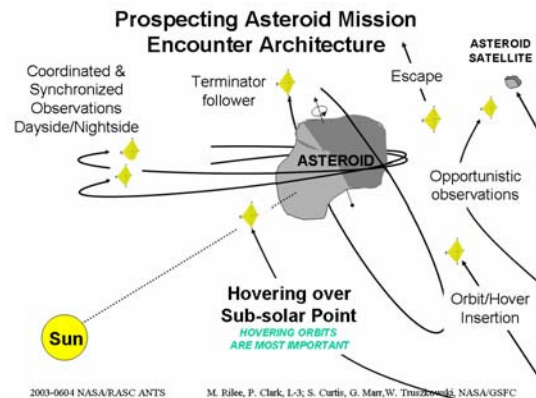 Prospecting Asteroid Mission
Encounter Architecture
Coordinated &
Synchronized
Observations
Dayside/Nightside
Terminator
follower
Escape
ASTEROID
SATELLITE
ASTEROID
Opportunistic
observations
Hovering over
Sub-solar Point
HOVERING ORBITS
ARE MOST IMPORTANT
Orbit/Hover
Insertion
Sun
2003-0604 NASA/RASC ANTS
M. Rilee, P. Clark, L-3; S. Curtis, G. Marr,W. Truszkowski, NASA/GSFC